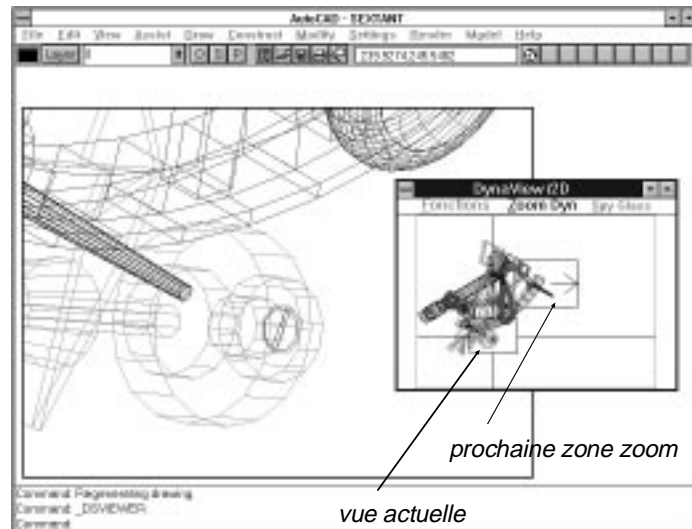 AutoCAD - SEXTANT
File Edit View Assist Draw Construct Modify Settings Render Model Help
Layer O S P
DynaView /2D
Fonctions Zoom Dyn Spy Glass
prochaine zone zoom
vue actuelle
Command: Regenerating drawing.
Command: _DSVIEWER
Command: